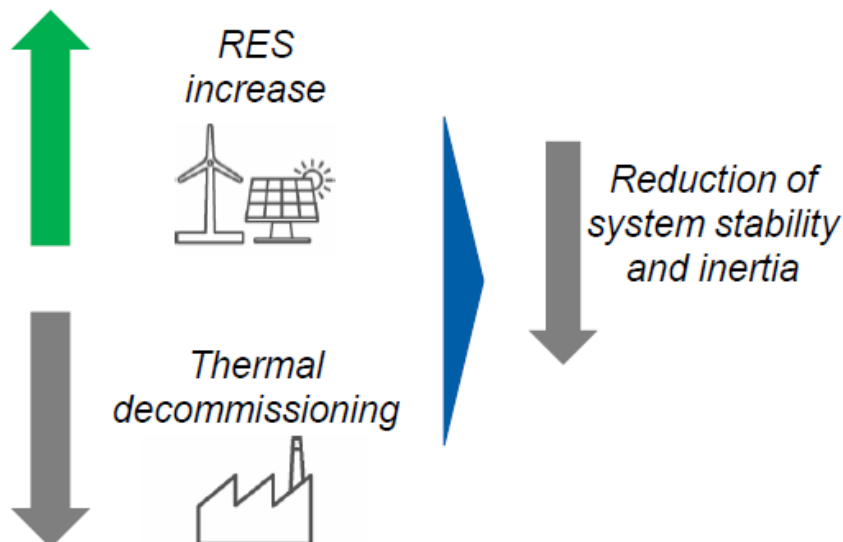 RES
increase
Thermal
decommissioning
Reduction of
system stability
and inertia